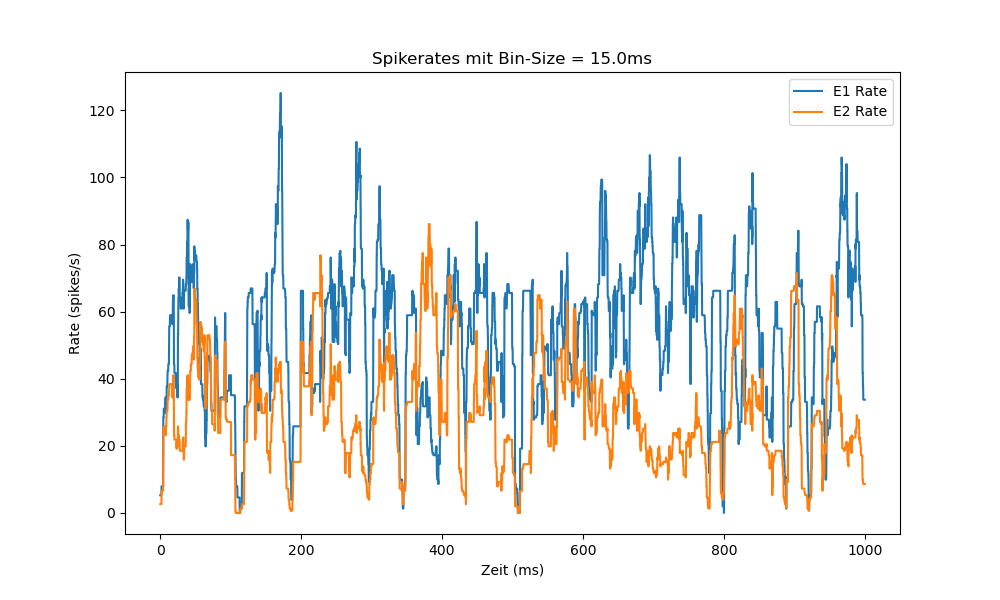 Spikerates mit Bin-Size = 15.0ms
E1 Rate
E2 Rate
120
100
80
60
40
20
0
Rate (spikes/s)
0 200 400 600 800 1000
Zeit (ms)